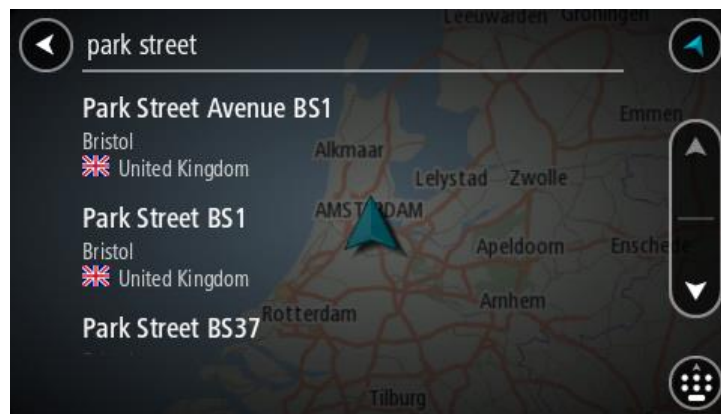 Leeuwarden Groningen
park street
Park Street Avenue BS1
Bristol
United Kingdom
Park Street BS1
Bristol
United Kingdom
Park Street BS37
Emmen
Alkmaar
Lelystad Zwolle
AMSTERDAM
Apeldoorn Enschede
Arnhem
Rotterdam
Tilburg